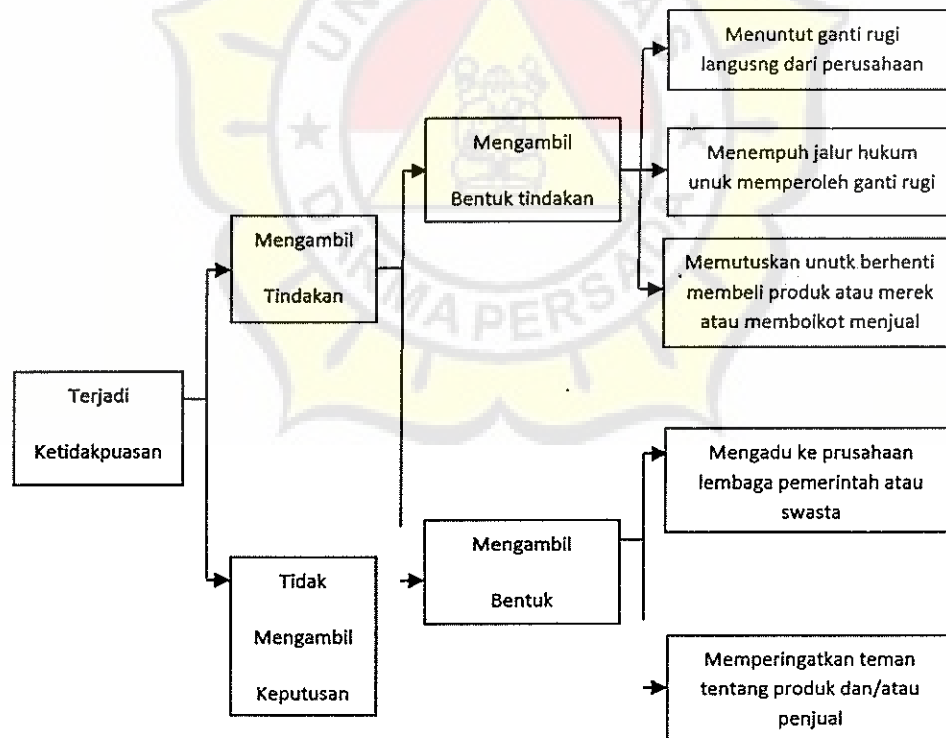 Menuntut ganti rugi
langusng dari perusahaan
Mengambil
Bentuk tindakan
Menempuh jalur hukum
unuk memperoleh ganti rugi
Mengambil
Tindakan
Memutuskan unutk berhenti
membeli produk atau merek
atau memboikot menjual
Terjadi
Ketidakpuasan
Mengadu ke prusahaan
lembaga pemerintah atau
swasta
Mengambil
Bentuk
Tidak
Mengambil
Keputusan
Memperingatkan teman
tentang produk dan/atau
penjual
MA PERSADA